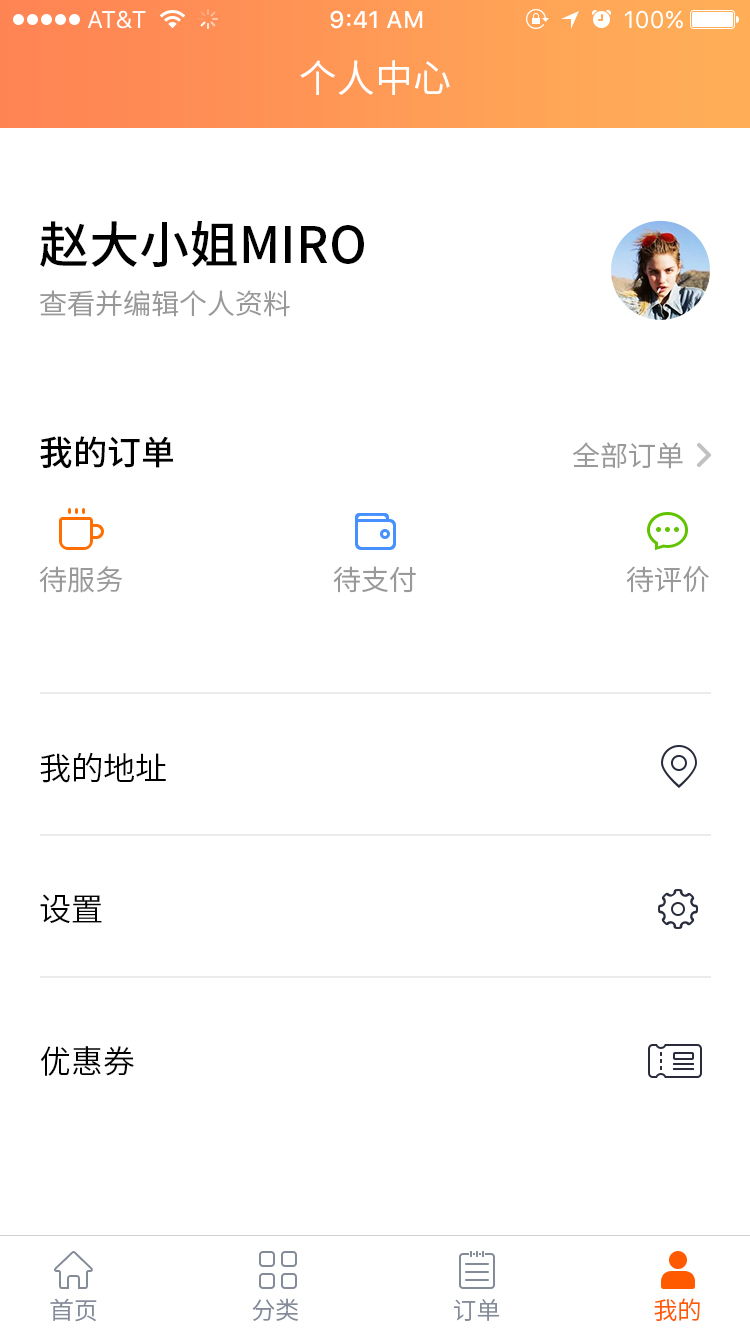 AT&T 9:41 AM 100%
个人中心
赵大小姐MIRO
查看并编辑个人资料
我的订单 全部订单
待服务 待支付 待评价
我的地址
设置
优惠券
首页 分类 订单 我的